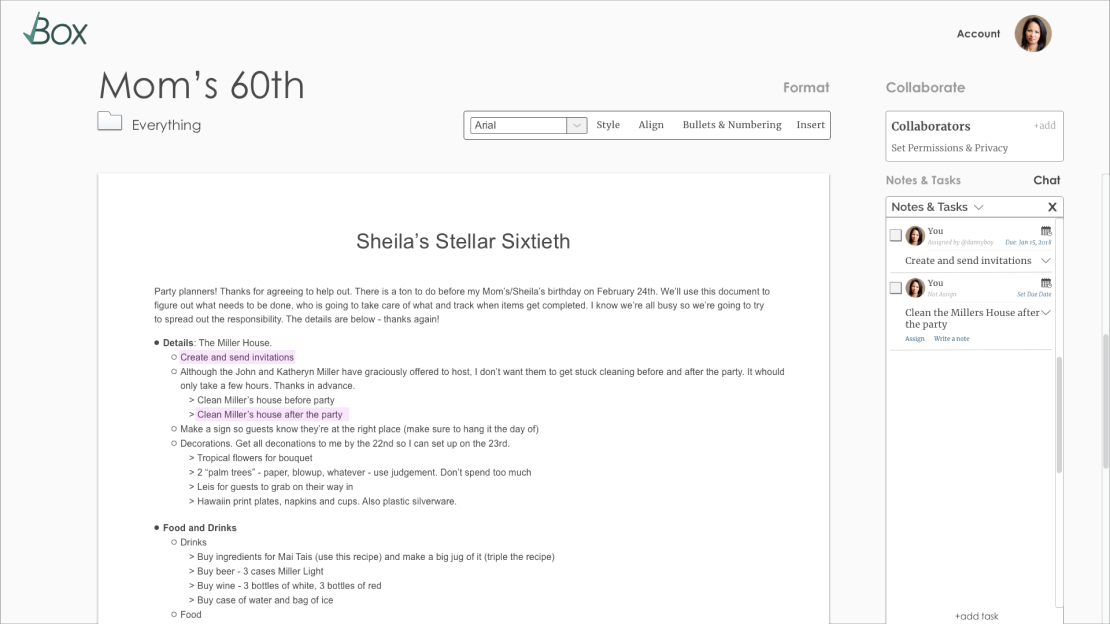 Box
Account
Mom's 60th
Format
Collaborate
Everything
Arial
Style
Align
Bullets & Numbering
Insert
Collaborators
+add
Set Permissions & Privacy
Notes & Tasks
Chat
Notes & Tasks
X
You
Assigned by @dannyboy
Due: Jan 15, 2018
Create and send invitations
You
Not Assign
Set Due Date
Clean the Millers House after
the party
Assign
Write a note
+add task
Sheila's Stellar Sixtieth
Party planners! Thanks for agreeing to help out. There is a ton to do before my Mom's/Sheila's birthday on February 24th. We'll use this document to
figure out what needs to be done, who is going to take care of what and track when items get completed. I know we're all busy so we're going to try
to spread out the responsibility. The details are below - thanks again!
• Details: The Miller House.
○ Create and send invitations
○ Although the John and Katheryn Miller have graciously offered to host, I don't want them to get stuck cleaning before and after the party. It whould
only take a few hours. Thanks in advance.
> Clean Miller's house before party
> Clean Miller's house after the party
○ Make a sign so guests know they're at the right place (make sure to hang it the day of)
○ Decorations. Get all deconations to me by the 22nd so I can set up on the 23rd.
> Tropical flowers for bouquet
> 2 "palm trees" - paper, blowup, whatever - use judgement. Don't spend too much
> Leis for guests to grab on their way in
> Hawaiin print plates, napkins and cups. Also plastic silverware.
• Food and Drinks
○ Drinks
> Buy ingredients for Mai Tais (use this recipe) and make a big jug of it (triple the recipe)
> Buy beer - 3 cases Miller Light
> Buy wine - 3 bottles of white, 3 bottles of red
> Buy case of water and bag of ice
○ Food